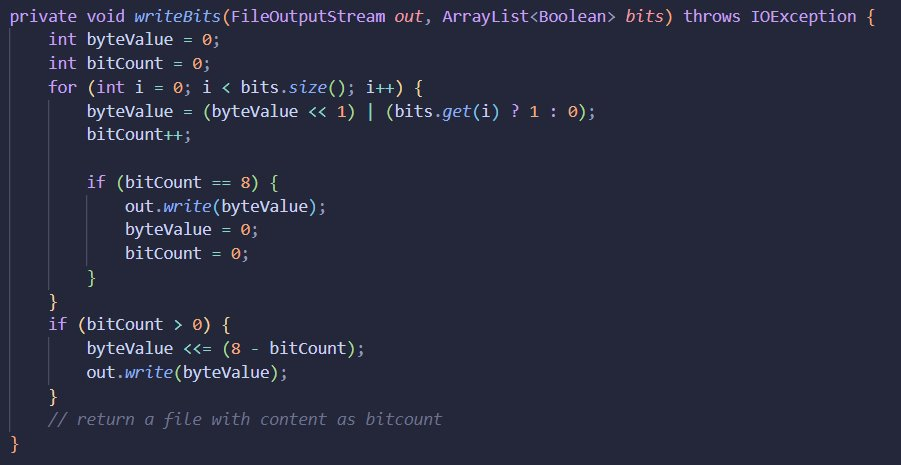 private void writeBits(FileOutputStream out, ArrayList<Boolean> bits) throws IOException {
    int byteValue = 0;
    int bitCount = 0;
    for (int i = 0; i < bits.size(); i++) {
        byteValue = (byteValue << 1) | (bits.get(i) ? 1 : 0);
        bitCount++;

        if (bitCount == 8) {
            out.write(byteValue);
            byteValue = 0;
            bitCount = 0;
        }
    }
    if (bitCount > 0) {
        byteValue <<= (8 - bitCount);
        out.write(byteValue);
    }
    // return a file with content as bitcount
}